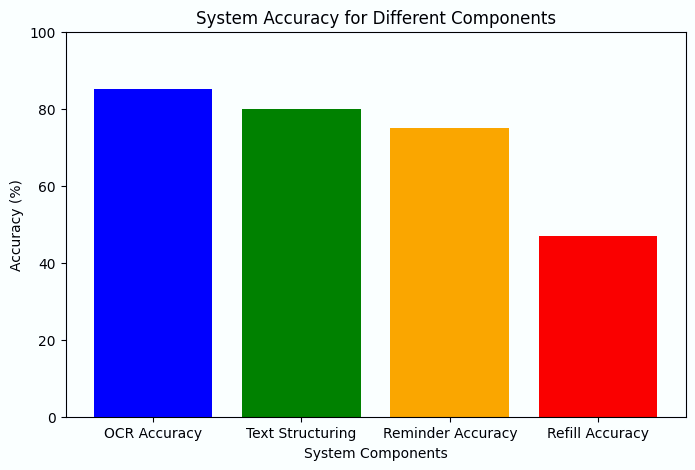 System Accuracy for Different Components
Accuracy (%)
100
80
60
40
20
0
OCR Accuracy Text Structuring Reminder Accuracy Refill Accuracy
System Components